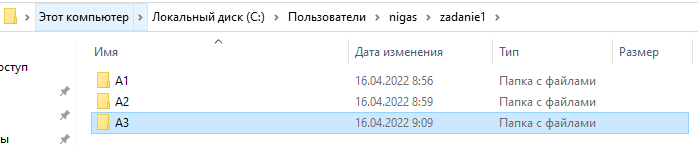 Этот компьютер > Локальный диск (C:) > Пользователи > nigas > zadanie1 >
Имя Дата изменения Тип Размер
оступ
A1 16.04.2022 8:56 Папка с файлами
A2 16.04.2022 8:59 Папка с файлами
A3 16.04.2022 9:09 Папка с файлами
ы